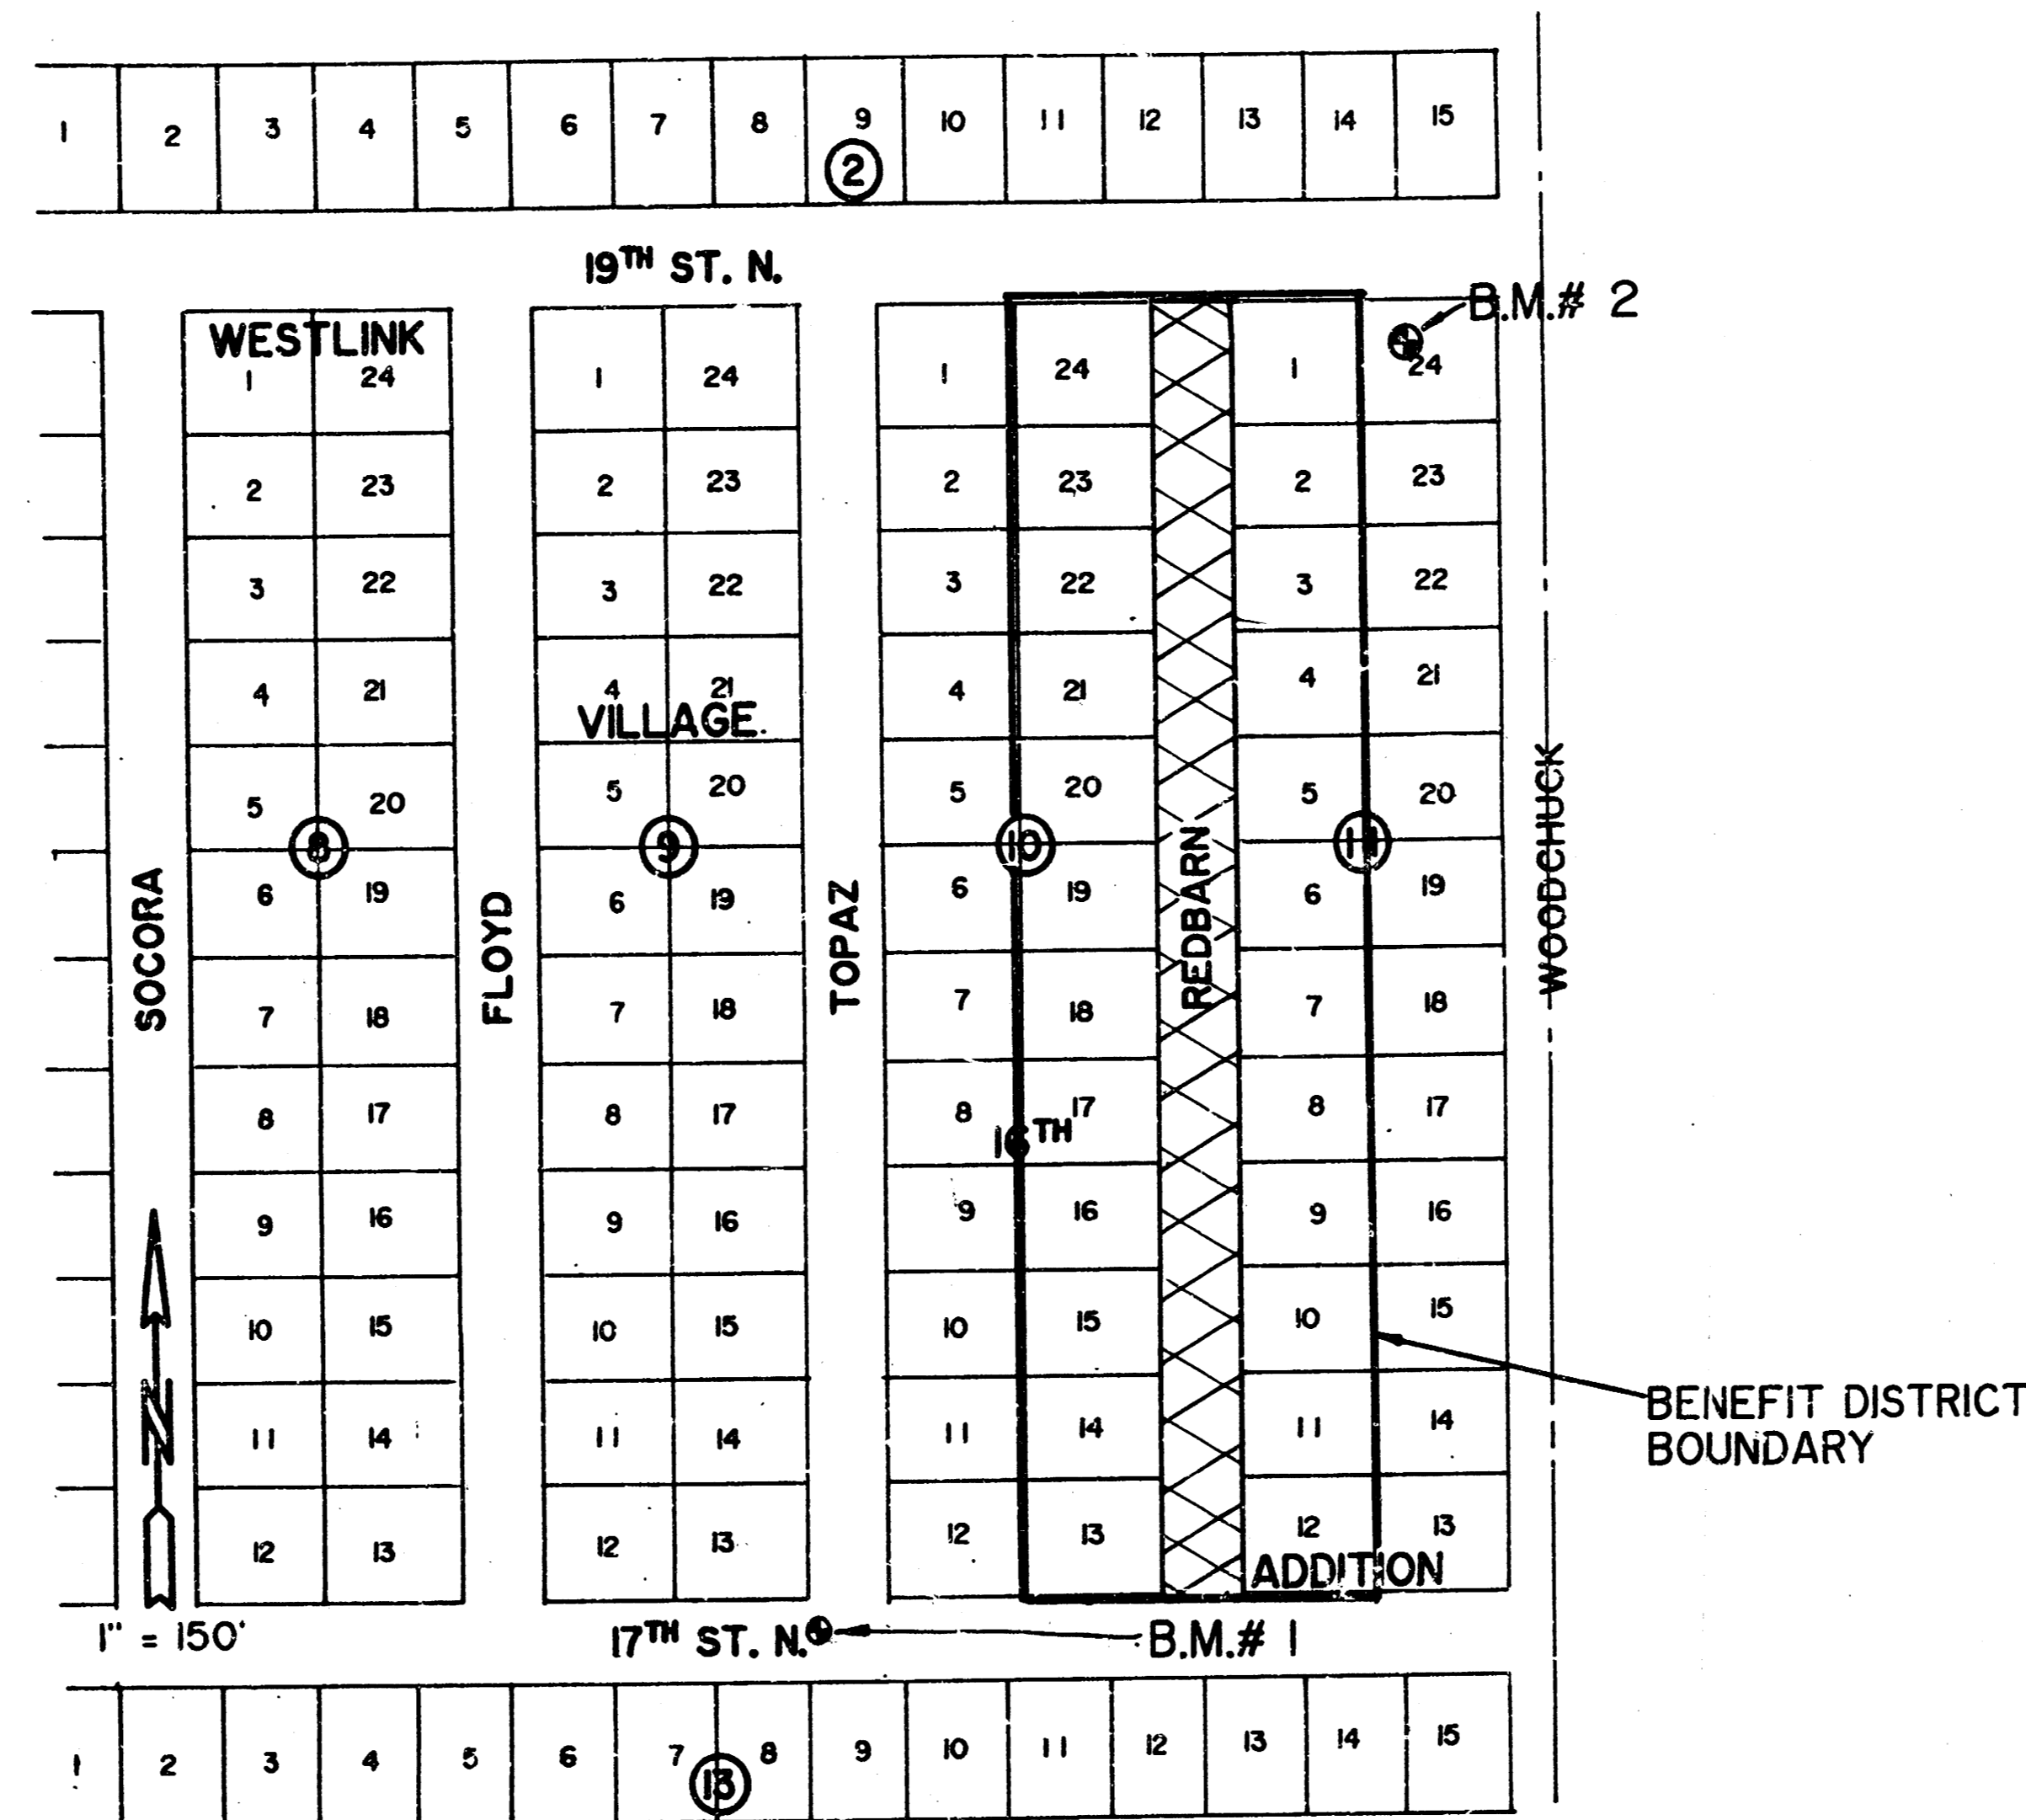 1 2 3 4 5 6 7 8 9 10 11 12 13 14 15
2
19TH ST. N.
B.M.# 2
WESTLINK
1 24 1 24 1 24 1 24
2 23 2 23 2 23 2 23
3 22 3 22 3 22 3 22
4 21 4 21 4 21 4 21
VILLAGE
5 20 5 20 5 20 5 20
8 9 10 11
6 19 6 19 6 19 6 19
SOCORA
FLOYD
TOPAZ
REDBARN
WOODCHUCK
7 18 7 18 7 18 7 18
8 17 8 17 8 17 8 17
16TH
9 16 9 16 9 16 9 16
10 15 10 15 10 15 10 15
N
BENEFIT DISTRICT
BOUNDARY
11 14 11 14 11 14 11 14
12 13 12 13 12 13 12 13
ADDITION
1" = 150'
17TH ST. N.
B.M.# 1
1 2 3 4 5 6 7 8 9 10 11 12 13 14 15
13